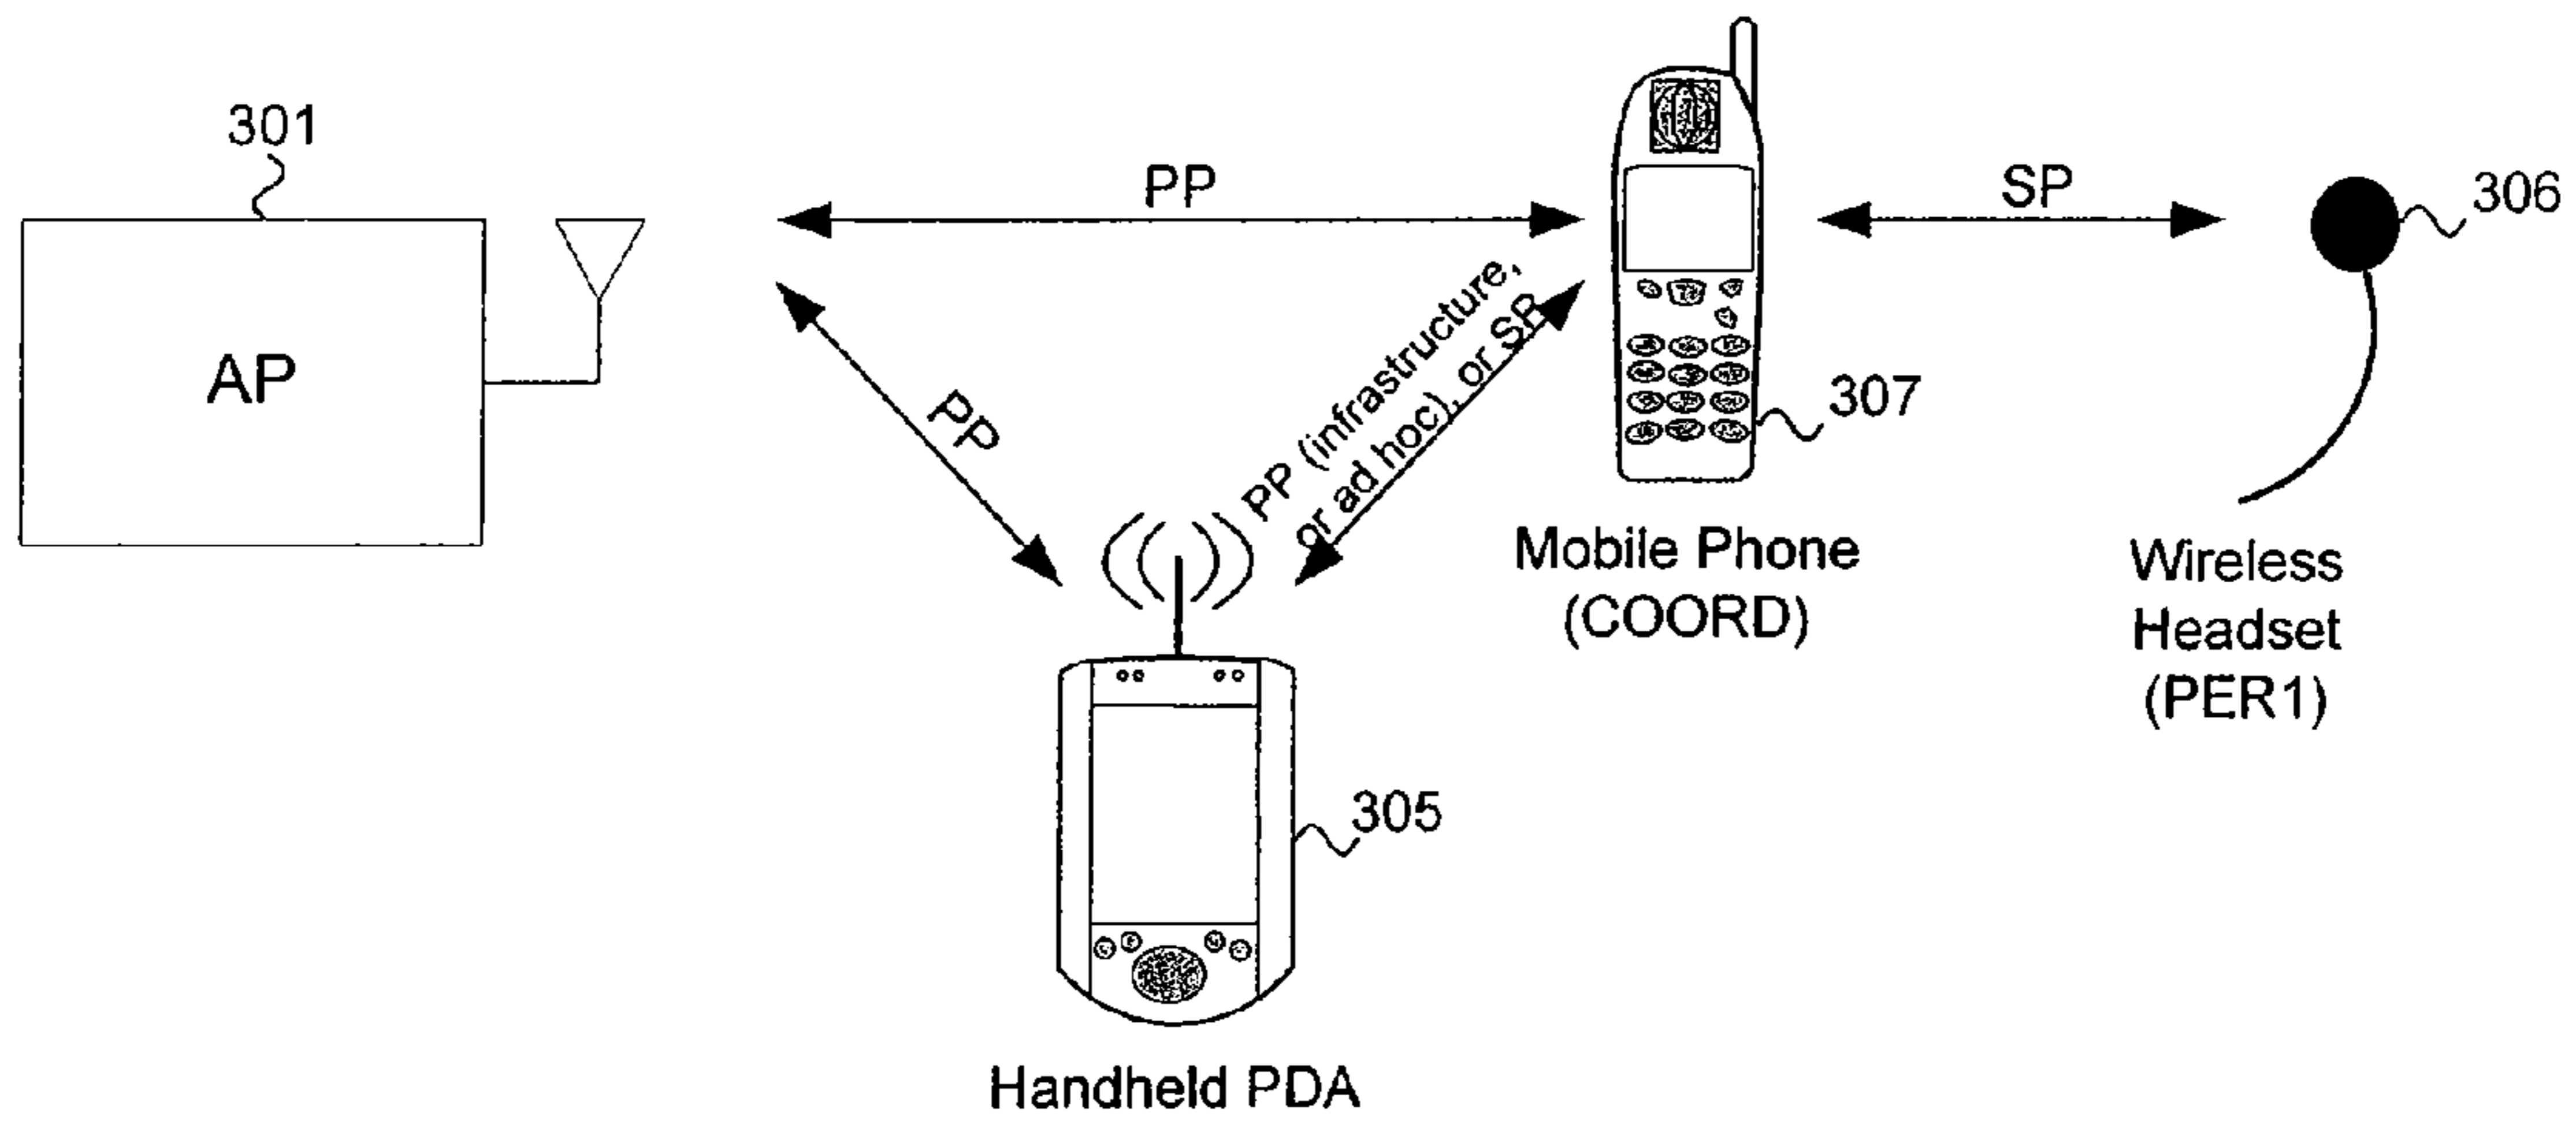 301
AP
PP
PP
PP (infrastructure,
or ad hoc), or SP
SP
306
307
Mobile Phone
(COORD)
Wireless
Headset
(PER1)
305
Handheld PDA